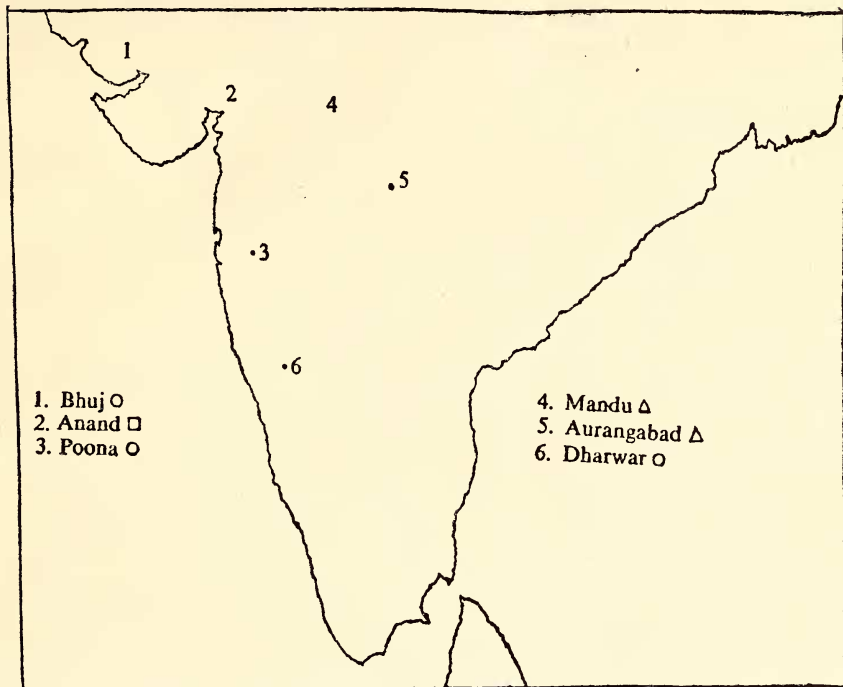 1
2
4
5
3
6
1. Bhuj ○
2. Anand □
3. Poona ○
4. Mandu △
5. Aurangabad △
6. Dharwar ○